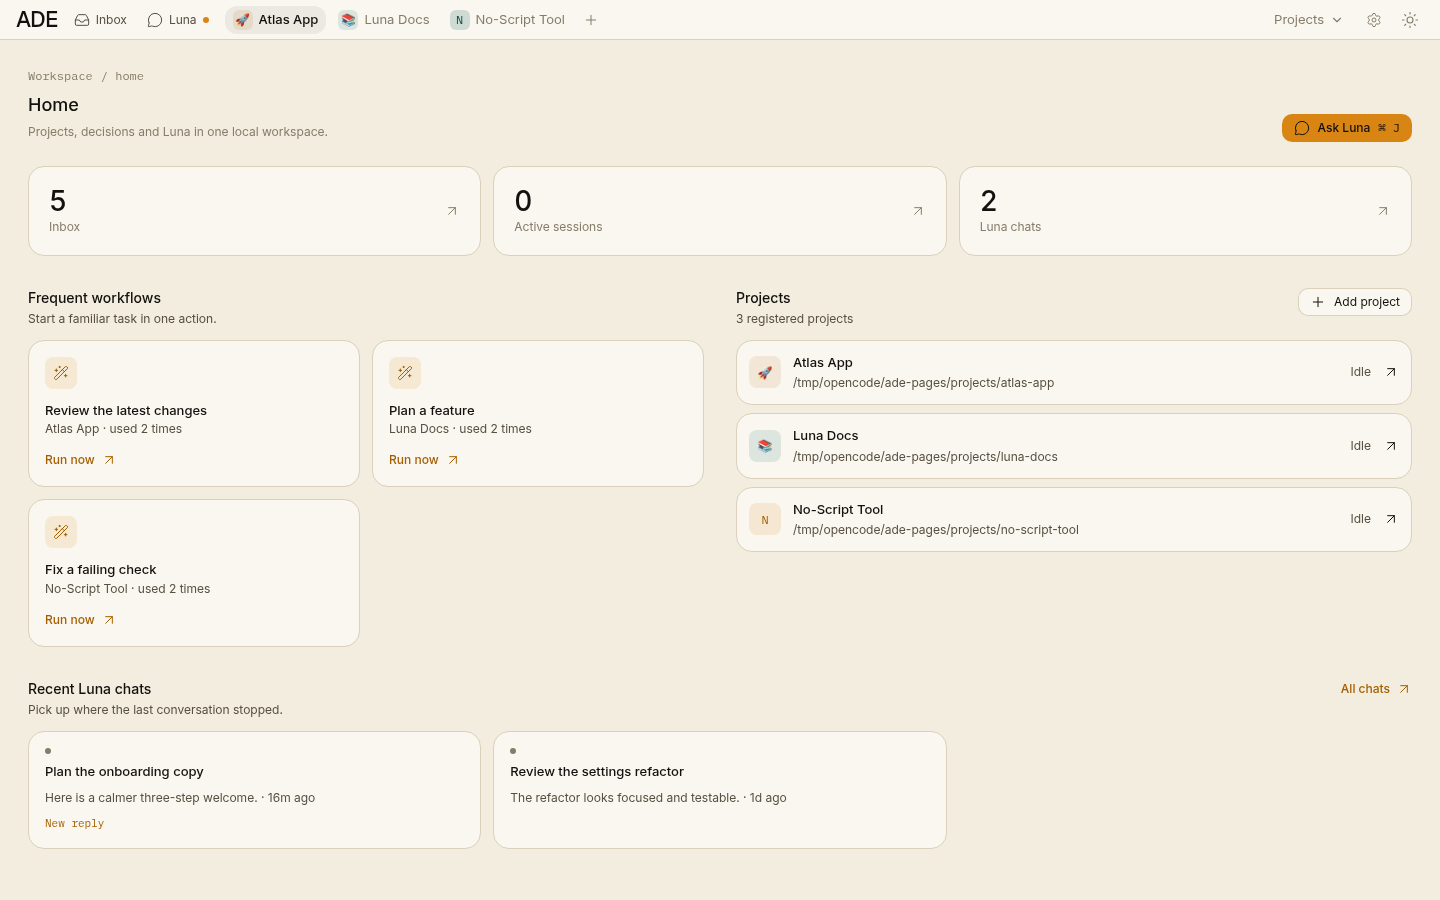 ADE Inbox Luna Atlas App Luna Docs N No-Script Tool Projects
Workspace / home
Home
Projects, decisions and Luna in one local workspace.
Ask Luna ⌘ J
5
Inbox
0
Active sessions
2
Luna chats
Frequent workflows
Start a familiar task in one action.
Review the latest changes
Atlas App · used 2 times
Run now
Plan a feature
Luna Docs · used 2 times
Run now
Fix a failing check
No-Script Tool · used 2 times
Run now
Projects
3 registered projects
Add project
Atlas App
/tmp/opencode/ade-pages/projects/atlas-app
Idle
Luna Docs
/tmp/opencode/ade-pages/projects/luna-docs
Idle
N
No-Script Tool
/tmp/opencode/ade-pages/projects/no-script-tool
Idle
Recent Luna chats
Pick up where the last conversation stopped.
All chats
Plan the onboarding copy
Here is a calmer three-step welcome. · 16m ago
New reply
Review the settings refactor
The refactor looks focused and testable. · 1d ago